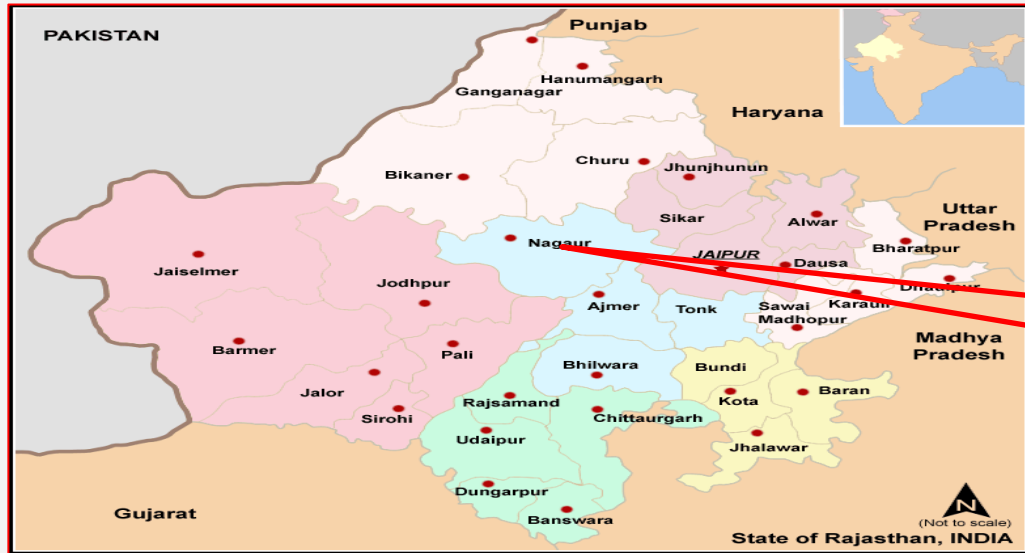 PAKISTAN
Punjab
Hanumangarh
Ganganagar
Haryana
Churu
Jhunjhunun
Bikaner
Sikar
Alwar
Uttar
Pradesh
Nagaur
Bharatpur
JAIPUR
Dausa
Jaiselmer
Jodhpur
Dhaulpur
Karauli
Ajmer
Tonk
Sawai
Madhopur
Madhya
Pradesh
Barmer
Pali
Bhilwara
Bundi
Jalor
Baran
Rajsamand
Kota
Sirohi
Chittaurgarh
Udaipur
Jhalawar
Dungarpur
Gujarat
Banswara
N
(Not to scale)
State of Rajasthan, INDIA